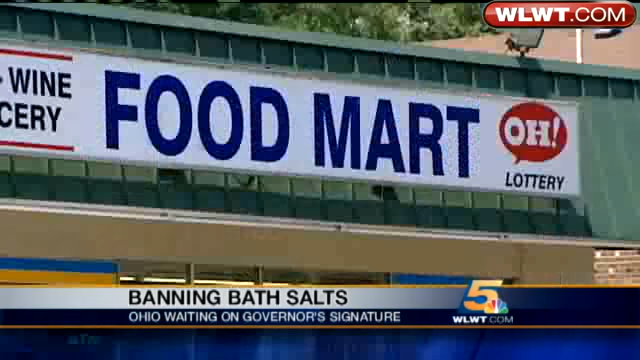 WLWT.COM
WINE
CERY
FOOD MART
OH!
LOTTERY
BANNING BATH SALTS
OHIO WAITING ON GOVERNOR'S SIGNATURE
5
WLWT.COM